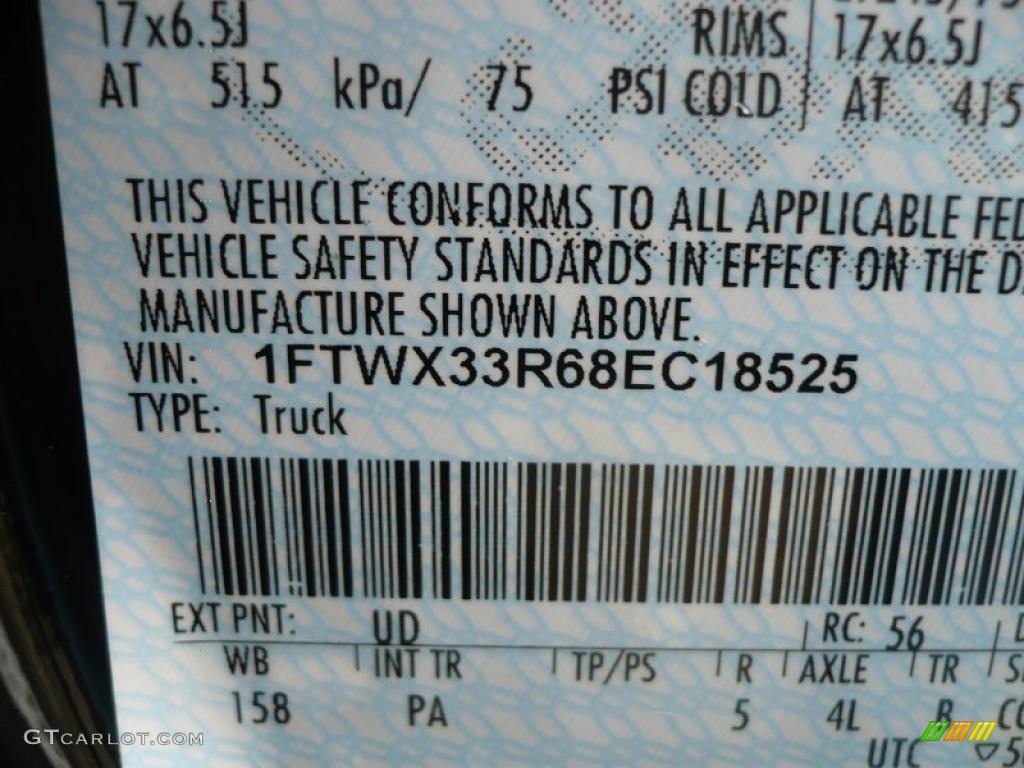 17x6.5J RIMS 17x6.5J
AT 515 kPa/ 75 PSI COLD AT 415
THIS VEHICLE CONFORMS TO ALL APPLICABLE FED
VEHICLE SAFETY STANDARDS IN EFFECT ON THE D
MANUFACTURE SHOWN ABOVE.
VIN: 1FTWX33R68EC18525
TYPE: Truck
EXT PNT: UD RC: 56
WB INT TR TP/PS R AXLE TR
158 PA 5 4L B
UTC
GTCARLOT.COM